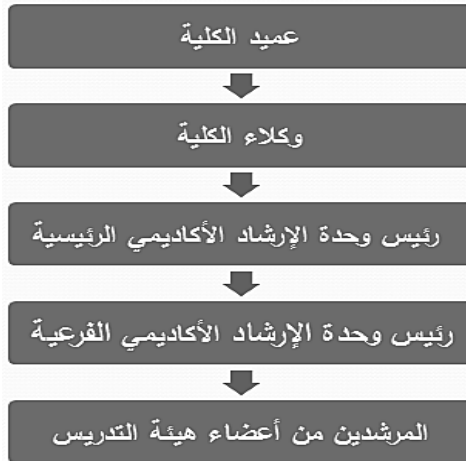 عميد الكلية
وكلاء الكلية
رئيس وحدة الإرشاد الأكاديمي الرئيسية
رئيس وحدة الإرشاد الأكاديمي الفرعية
المرشدين من أعضاء هيئة التدريس